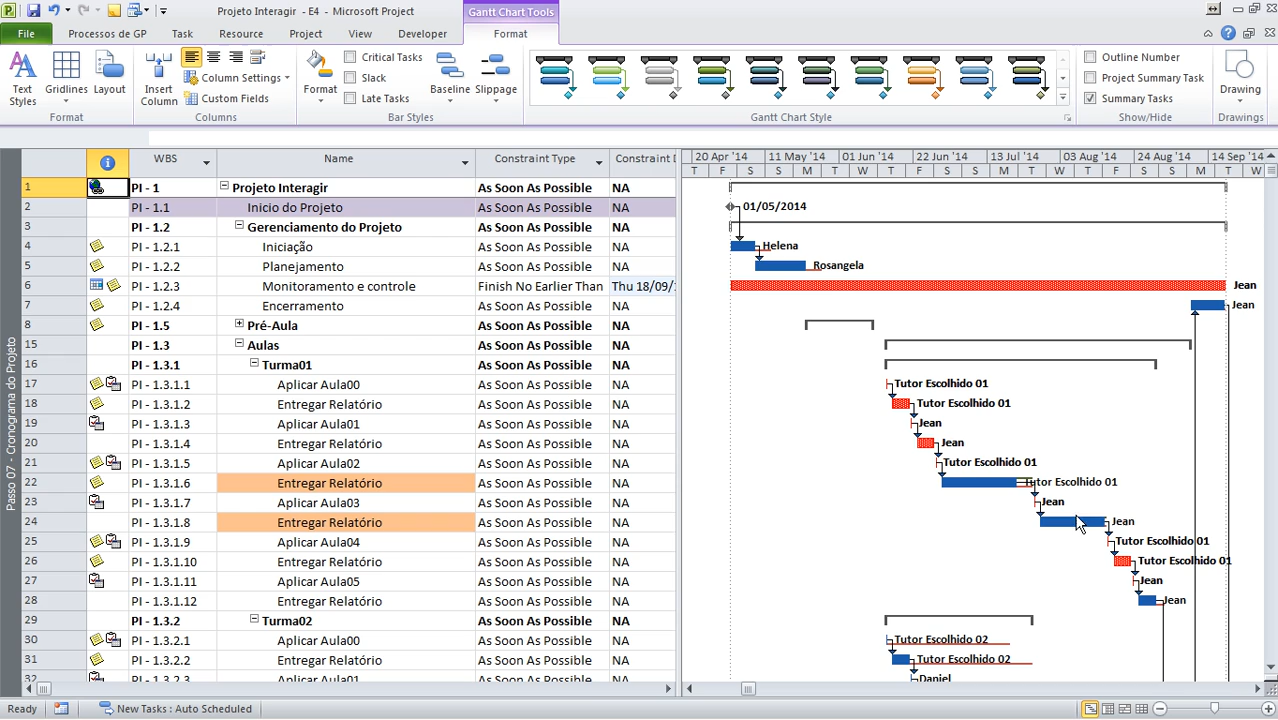 Projeto Interagir - E4 - Microsoft Project
Gantt Chart Tools
File Processos de GP Task Resource Project View Developer Format
Text Styles
Gridlines
Layout
Format
Insert Column
Column Settings
Custom Fields
Columns
Format
Critical Tasks
Slack
Late Tasks
Bar Styles
Baseline
Slippage
Gantt Chart Style
Outline Number
Project Summary Task
Summary Tasks
Show/Hide
Drawing
Drawings
WBS Name Constraint Type Constraint D
20 Apr '14 11 May '14 01 Jun '14 22 Jun '14 13 Jul '14 03 Aug '14 24 Aug '14 14 Sep '14
T F S S M T W T F S S M T W
1 PI - 1 Projeto Interagir As Soon As Possible NA
2 PI - 1.1 Inicio do Projeto As Soon As Possible NA 01/05/2014
3 PI - 1.2 Gerenciamento do Projeto As Soon As Possible NA
4 PI - 1.2.1 Iniciação As Soon As Possible NA Helena
5 PI - 1.2.2 Planejamento As Soon As Possible NA Rosangela
6 PI - 1.2.3 Monitoramento e controle Finish No Earlier Than Thu 18/09/ Jean
7 PI - 1.2.4 Encerramento As Soon As Possible NA Jean
8 PI - 1.5 Pré-Aula As Soon As Possible NA
15 PI - 1.3 Aulas As Soon As Possible NA
16 PI - 1.3.1 Turma01 As Soon As Possible NA
17 PI - 1.3.1.1 Aplicar Aula00 As Soon As Possible NA Tutor Escolhido 01
18 PI - 1.3.1.2 Entregar Relatório As Soon As Possible NA Tutor Escolhido 01
19 PI - 1.3.1.3 Aplicar Aula01 As Soon As Possible NA Jean
20 PI - 1.3.1.4 Entregar Relatório As Soon As Possible NA Jean
21 PI - 1.3.1.5 Aplicar Aula02 As Soon As Possible NA Tutor Escolhido 01
22 PI - 1.3.1.6 Entregar Relatório As Soon As Possible NA Tutor Escolhido 01
23 PI - 1.3.1.7 Aplicar Aula03 As Soon As Possible NA Jean
24 PI - 1.3.1.8 Entregar Relatório As Soon As Possible NA Jean
25 PI - 1.3.1.9 Aplicar Aula04 As Soon As Possible NA Tutor Escolhido 01
26 PI - 1.3.1.10 Entregar Relatório As Soon As Possible NA Tutor Escolhido 01
27 PI - 1.3.1.11 Aplicar Aula05 As Soon As Possible NA Jean
28 PI - 1.3.1.12 Entregar Relatório As Soon As Possible NA Jean
29 PI - 1.3.2 Turma02 As Soon As Possible NA
30 PI - 1.3.2.1 Aplicar Aula00 As Soon As Possible NA Tutor Escolhido 02
31 PI - 1.3.2.2 Entregar Relatório As Soon As Possible NA Tutor Escolhido 02
32 PI - 1.3.2.3 Aplicar Aula01 As Soon As Possible NA Daniel
Passo 07 - Cronograma do Projeto
New Tasks : Auto Scheduled